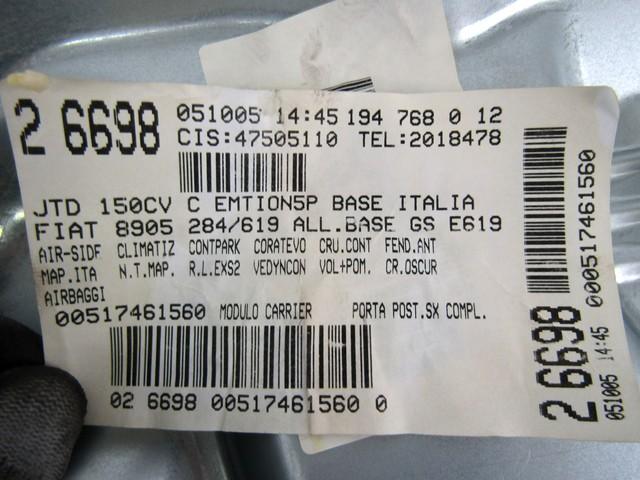 2 6698
051005 14:45 194 768 0 12
CIS:47505110 TEL:2018478
JTD 150CV C EMTION5P BASE ITALIA
FIAT 8905 284/619 ALL.BASE GS E619
AIR-SIDE CLIMATIZ CONTPARK CORATEVO CRU.CONT FEND.ANT
MAP.ITA N.T.MAP. R.L.EXS2 VEDYNCON VOL+POM. CR.OSCUR
AIRBAGGI
00517461560 MODULO CARRIER PORTA POST.SX COMPL.
02 6698 00517461560 0
2 6698
051005 14:45
000517461560